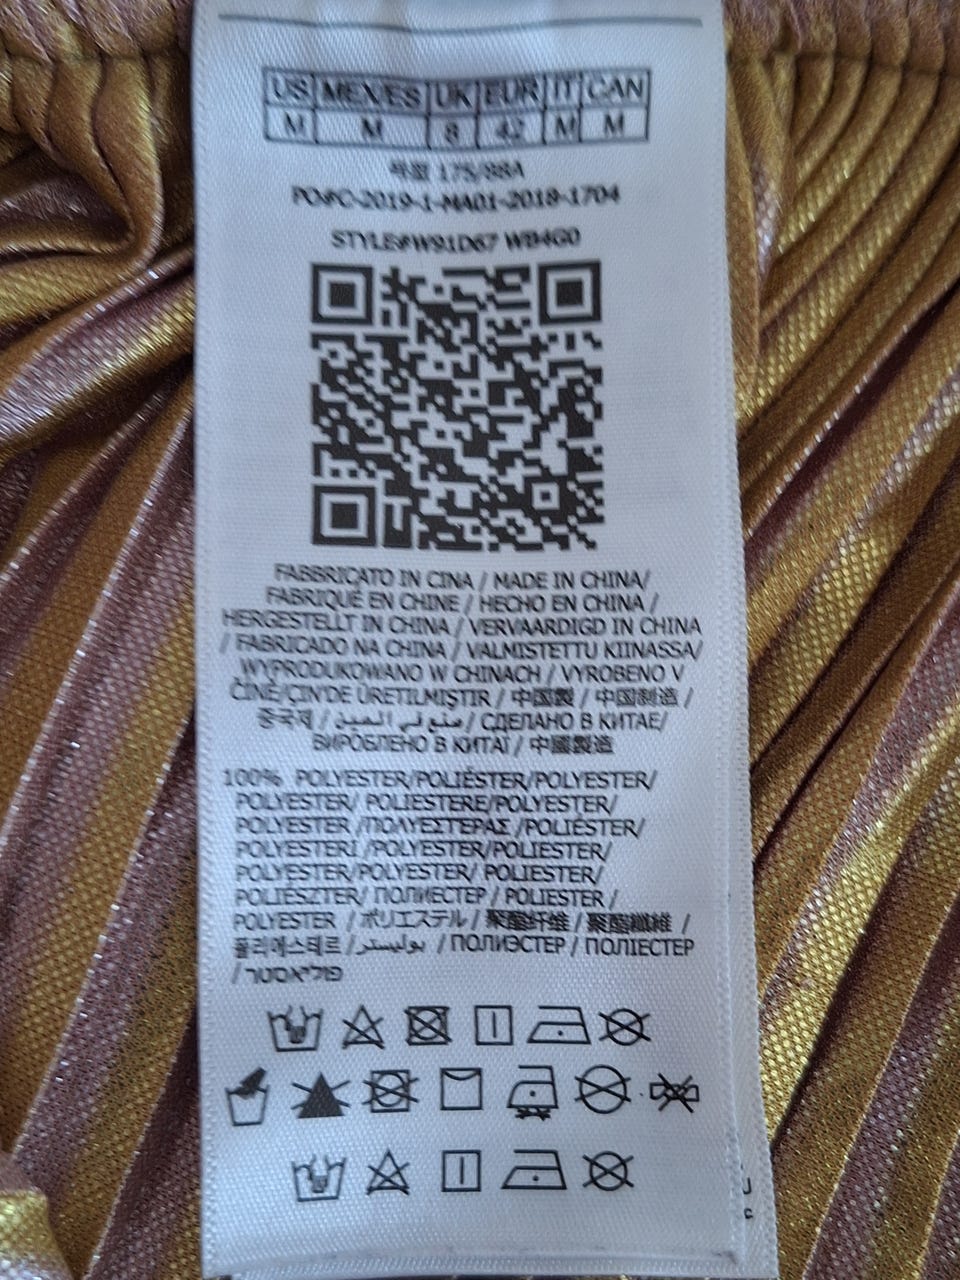 US MEX/ES UK EUR IT CAN
M M 8 42 M M
175/88A
PO#C-2019-1-MA01-2018-1704
STYLE#W91D67 WB4G0
FABBRICATO IN CINA / MADE IN CHINA/
FABRIQUÉ EN CHINE / HECHO EN CHINA /
HERGESTELLT IN CHINA / VERVAARDIGD IN CHINA
/ FABRICADO NA CHINA / VALMISTETTU KIINASSA/
WYPRODUKOWANO W CHINACH / VYROBENO V
ČÍNĚ/ÇIN'DE ÜRETILMIŞTIR / 中国製 / 中国制造 /
중국제 / صنع في الصين / СДЕЛАНО В КИТАЕ/
ВИРОБЛЕНО В КИТАЇ / 中國製造
100% POLYESTER/POLIÉSTER/POLYESTER/
POLYESTER/ POLIESTERE/POLYESTER/
POLYESTER /ΠΟΛΥΕΣΤΕΡΑΣ /POLIÉSTER/
POLYESTERI /POLYESTER/POLIESTER/
POLYESTER/POLYESTER/ POLIESTER/
POLIÉSZTER/ ПОЛИЕСТЕР / POLIESTER /
POLYESTER / ポリエステル / 聚酯纤维 / 聚酯纖維 /
폴리에스테르 / بوليستر / ПОЛИЭСТЕР / ПОЛІЕСТЕР
/ פוליאסטר